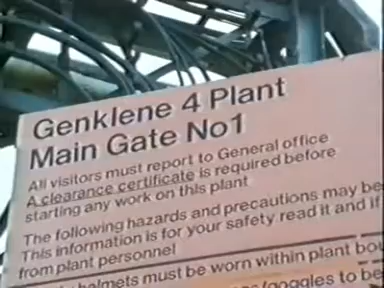 Genklene 4 Plant
Main Gate No1
All visitors must report to General office
A clearance certificate is required before
starting any work on this plant
The following hazards and precautions may be
This information is for your safety read it and if
from plant personnel
helmets must be worn within plant
goggles to be